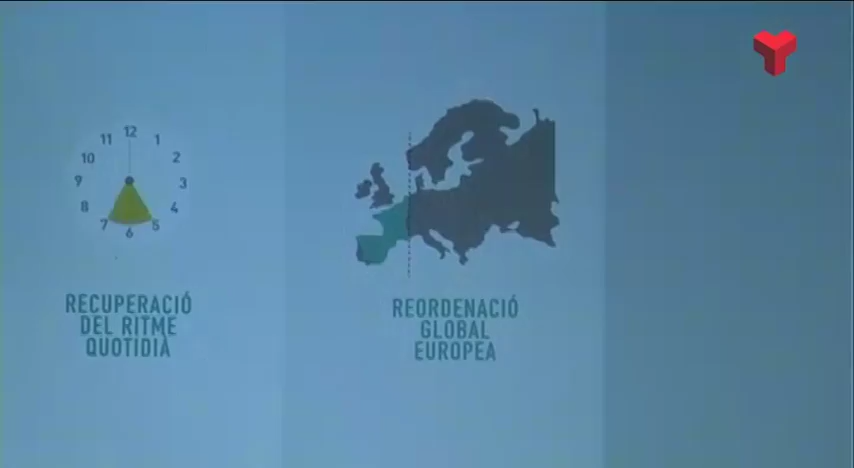 12
11
1
10
2
9
3
8
4
7
5
6
RECUPERACIÓ
DEL RITME
QUOTIDIÀ
REORDENACIÓ
GLOBAL
EUROPEA